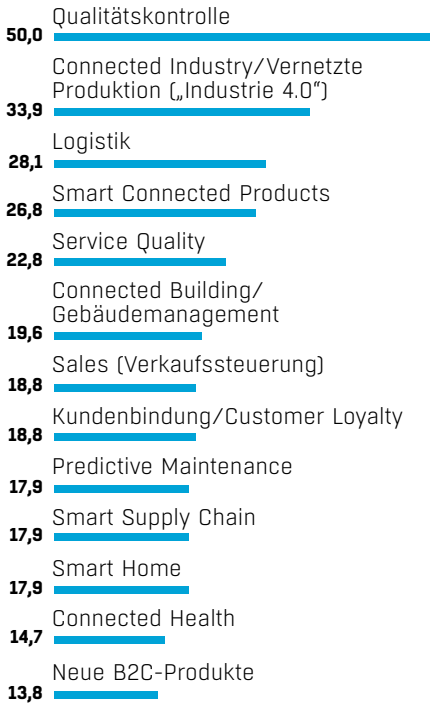 Qualitätskontrolle
50,0
Connected Industry/Vernetzte
Produktion („Industrie 4.0“)
33,9
Logistik
28,1
Smart Connected Products
26,8
Service Quality
22,8
Connected Building/
Gebäudemanagement
19,6
Sales (Verkaufssteuerung)
18,8
Kundenbindung/Customer Loyalty
18,8
Predictive Maintenance
17,9
Smart Supply Chain
17,9
Smart Home
17,9
Connected Health
14,7
Neue B2C-Produkte
13,8